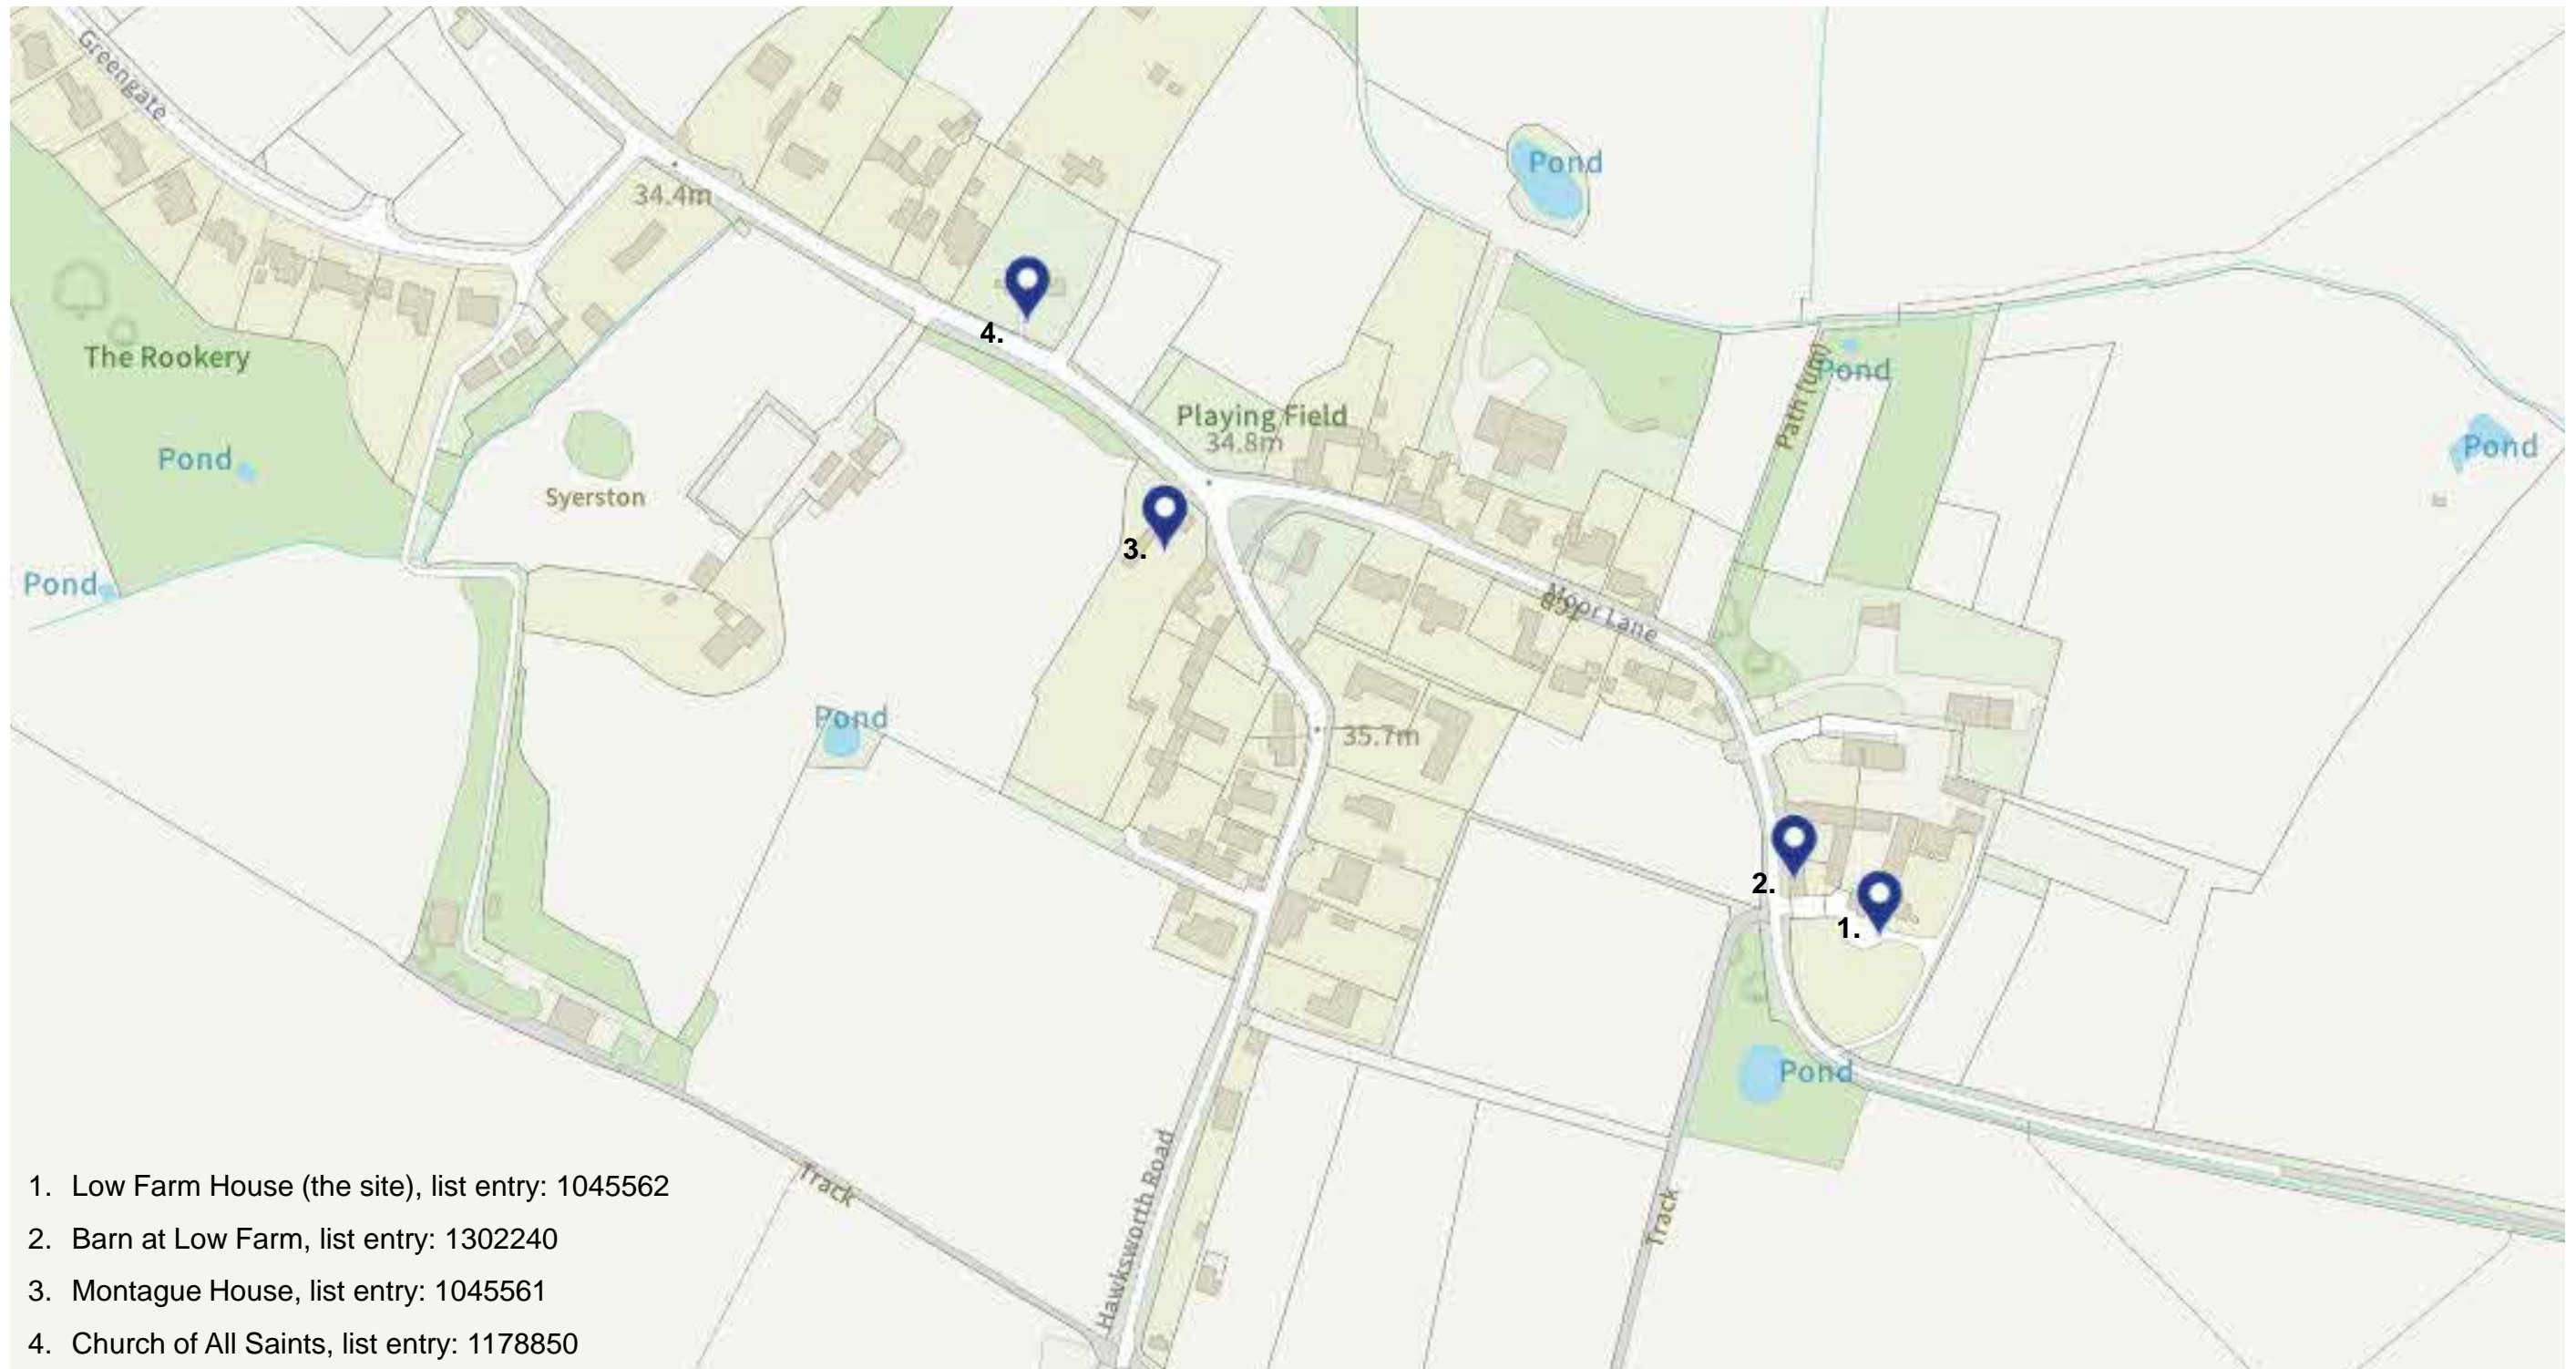 Greengate
34.4m
Pond
4.
The Rookery
Path (um)
Pond
Playing Field
34.8m
Pond
Pond
Syerston
3.
Pond
Moor Lane
Pond
35.7m
2.
1.
Pond
Hawksworth Road
Track
Track
1. Low Farm House (the site), list entry: 1045562
2. Barn at Low Farm, list entry: 1302240
3. Montague House, list entry: 1045561
4. Church of All Saints, list entry: 1178850